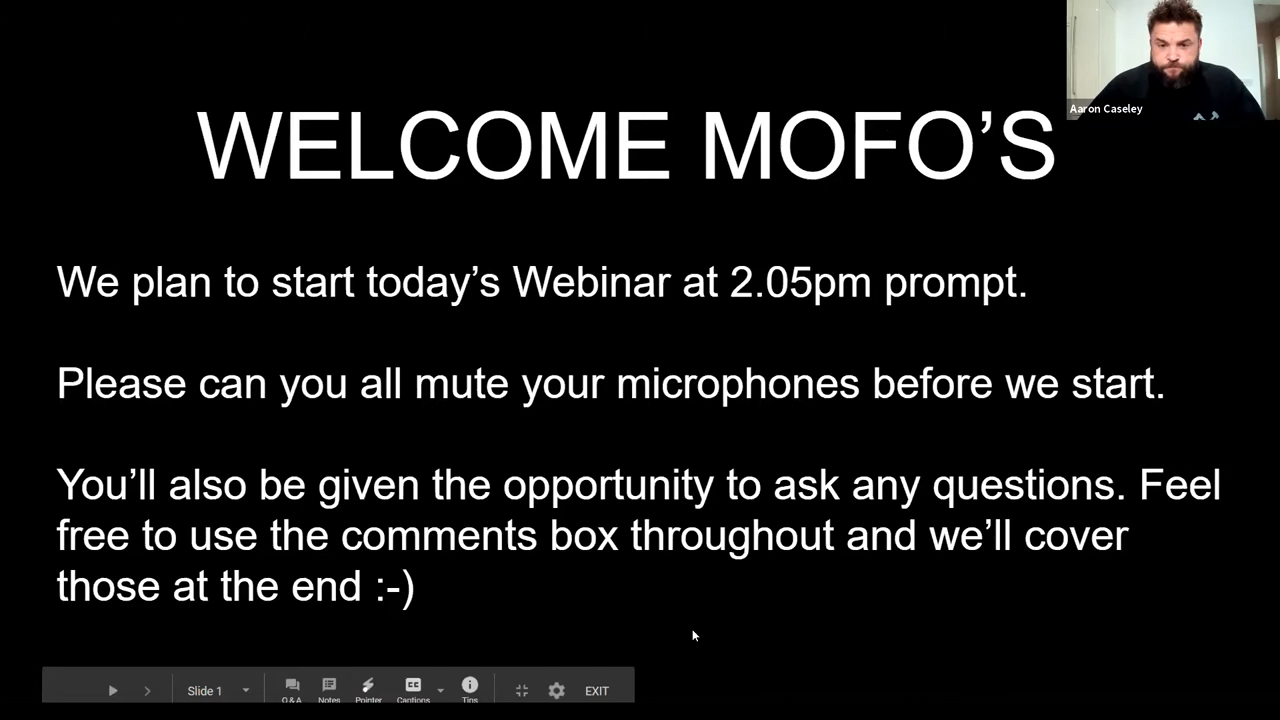 Aaron Caseley
WELCOME MOFO’S
We plan to start today’s Webinar at 2.05pm prompt.
Please can you all mute your microphones before we start.
You’ll also be given the opportunity to ask any questions. Feel
free to use the comments box throughout and we’ll cover
those at the end :-)
Slide 1
Q&A Notes Pointer Captions Tips
EXIT